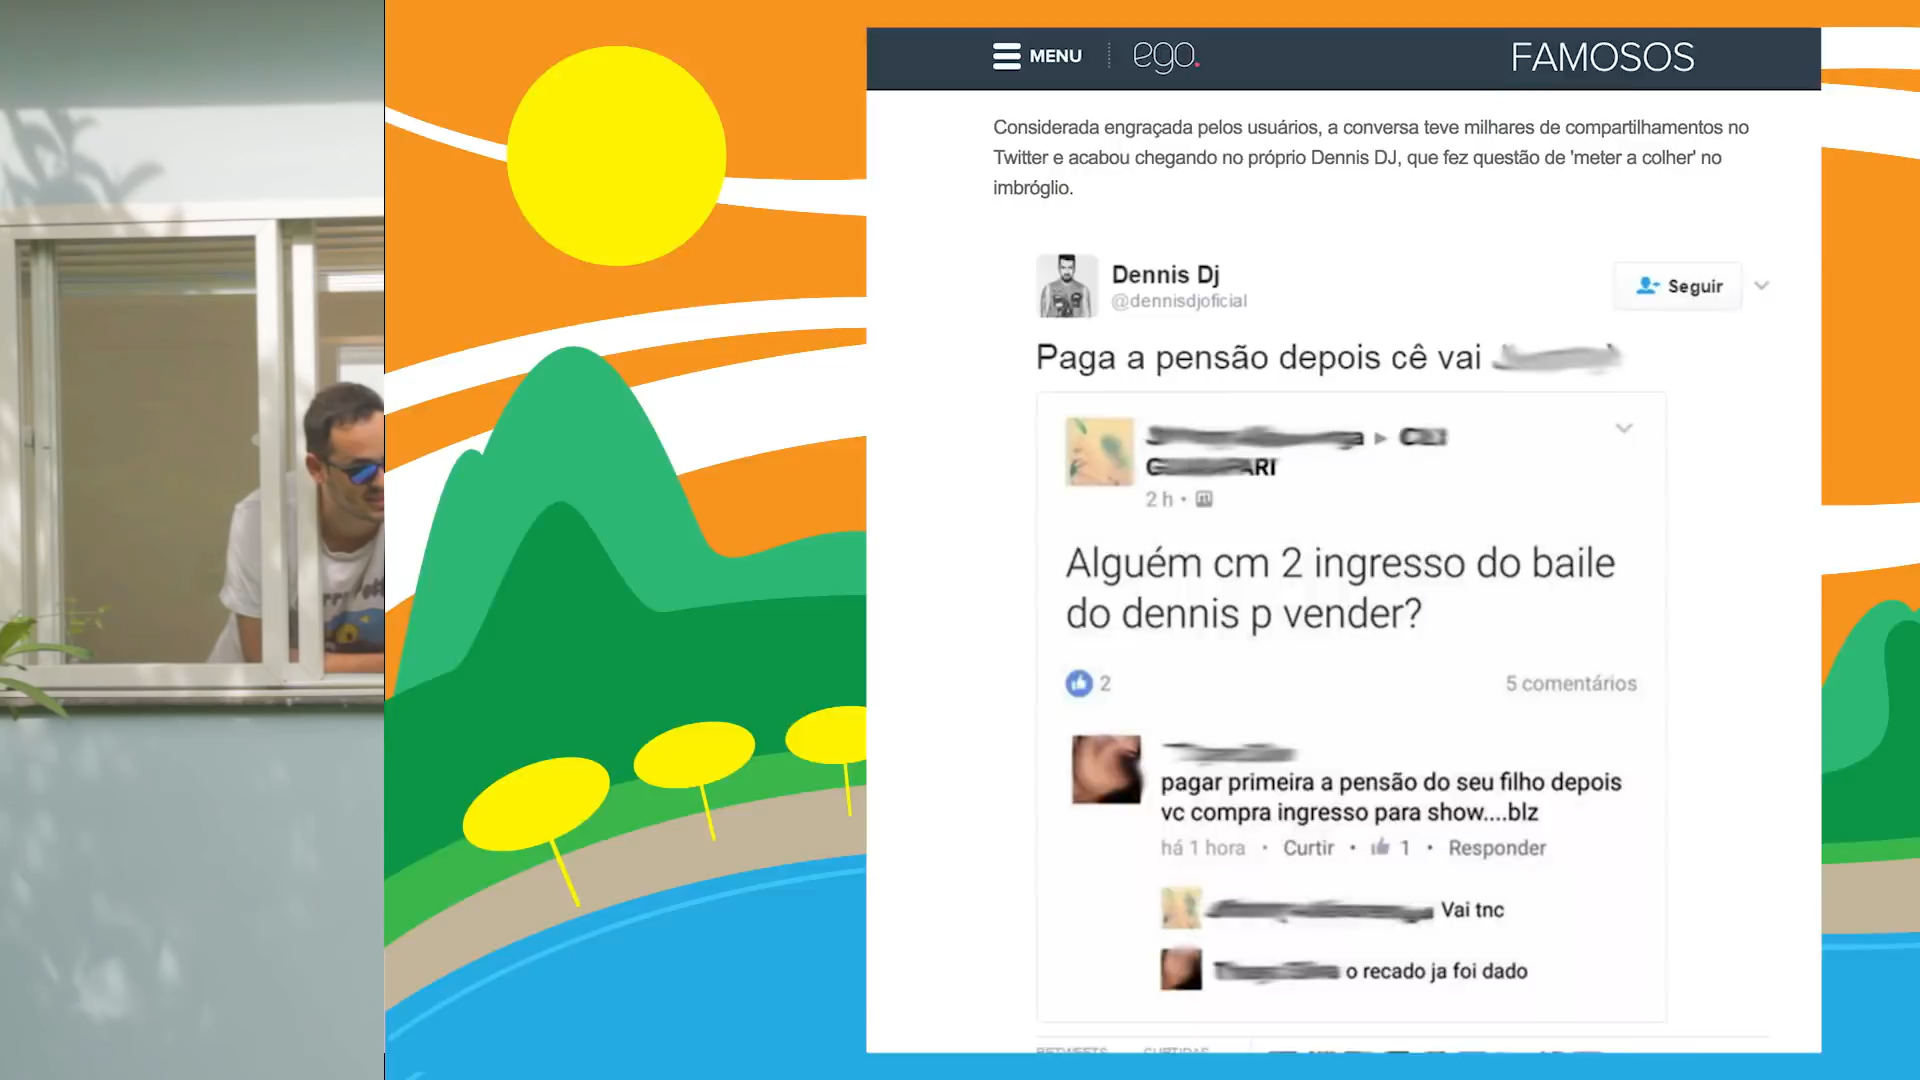 MENU
ego.
FAMOSOS
Considerada engraçada pelos usuários, a conversa teve milhares de compartilhamentos no
Twitter e acabou chegando no próprio Dennis DJ, que fez questão de 'meter a colher' no
imbróglio.
Dennis Dj
@dennisdjoficial
Seguir
Paga a pensão depois cê vai
2 h
Alguém cm 2 ingresso do baile
do dennis p vender?
2
5 comentários
pagar primeira a pensão do seu filho depois
vc compra ingresso para show....blz
há 1 hora · Curtir · 1 · Responder
Vai tnc
o recado ja foi dado
RETWEETS CURTIDAS